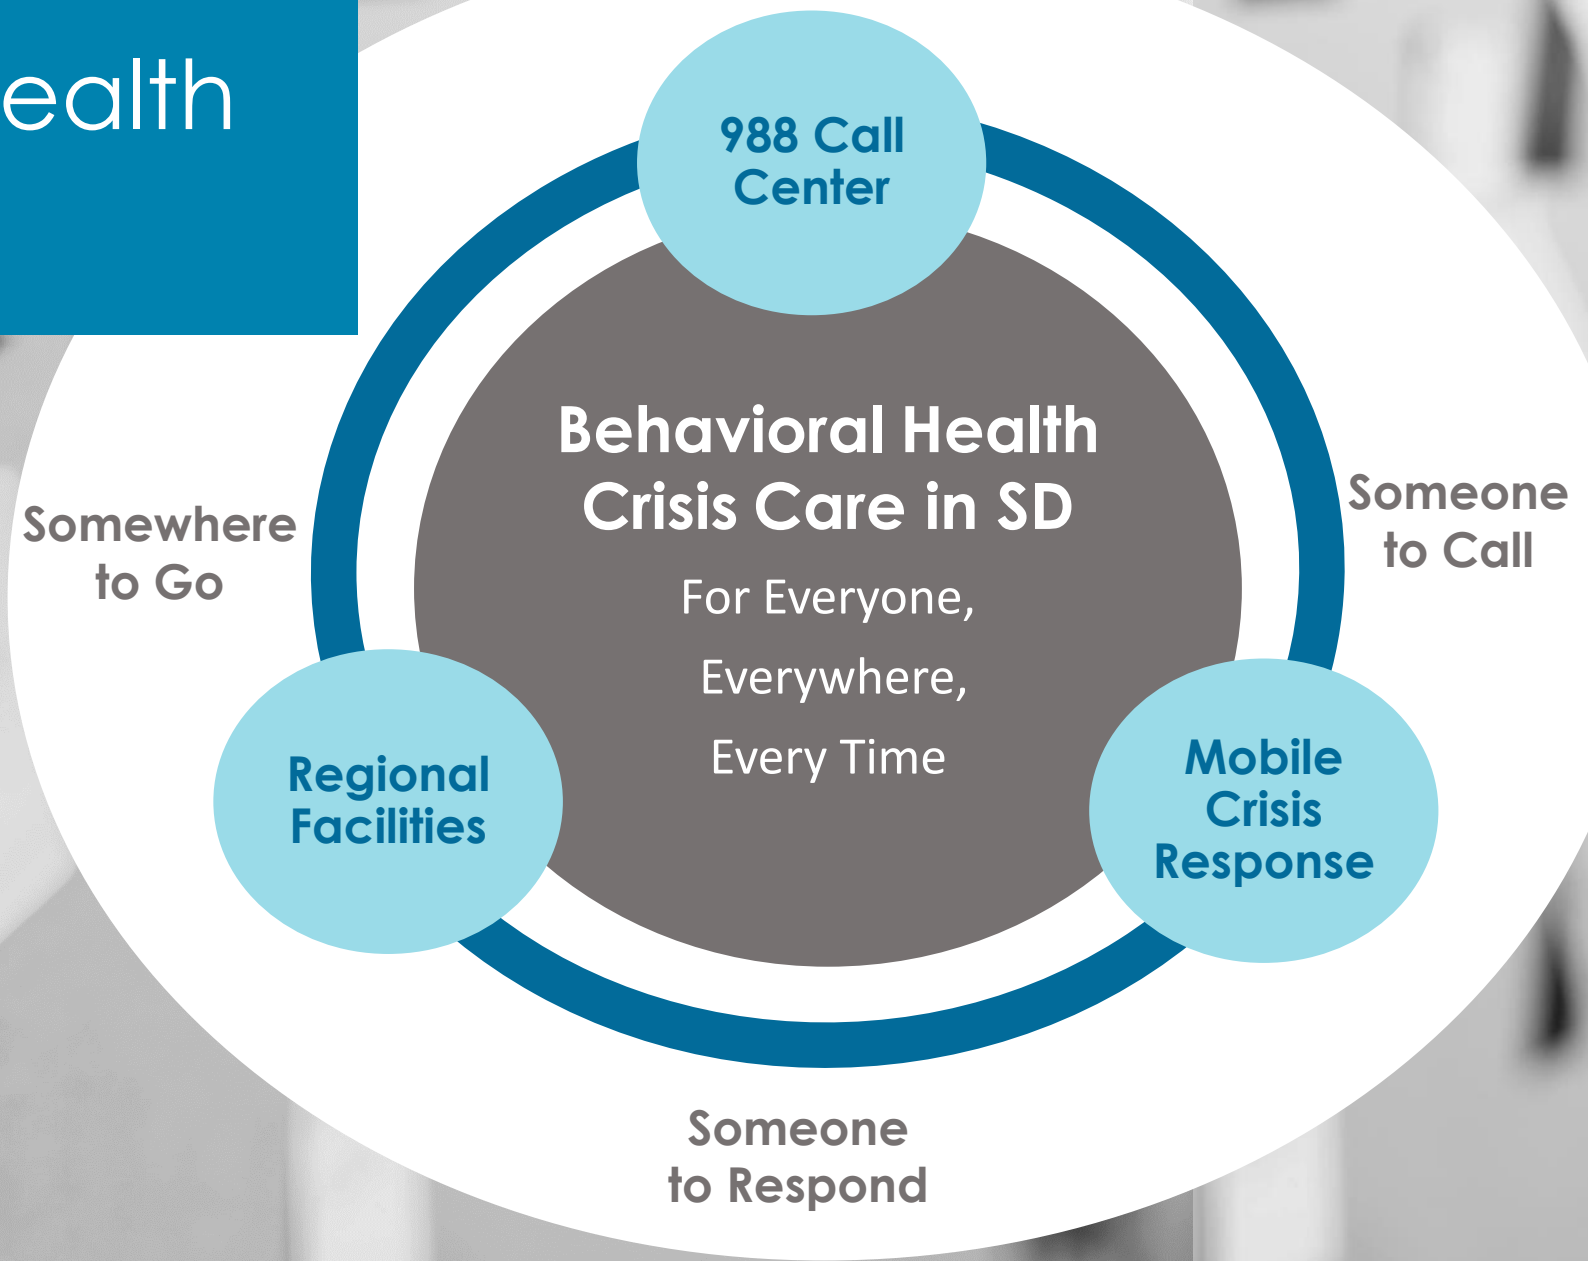 ealth
988 Call
Center
Behavioral Health
Crisis Care in SD
For Everyone,
Everywhere,
Every Time
Somewhere
to Go
Someone
to Call
Regional
Facilities
Mobile
Crisis
Response
Someone
to Respond